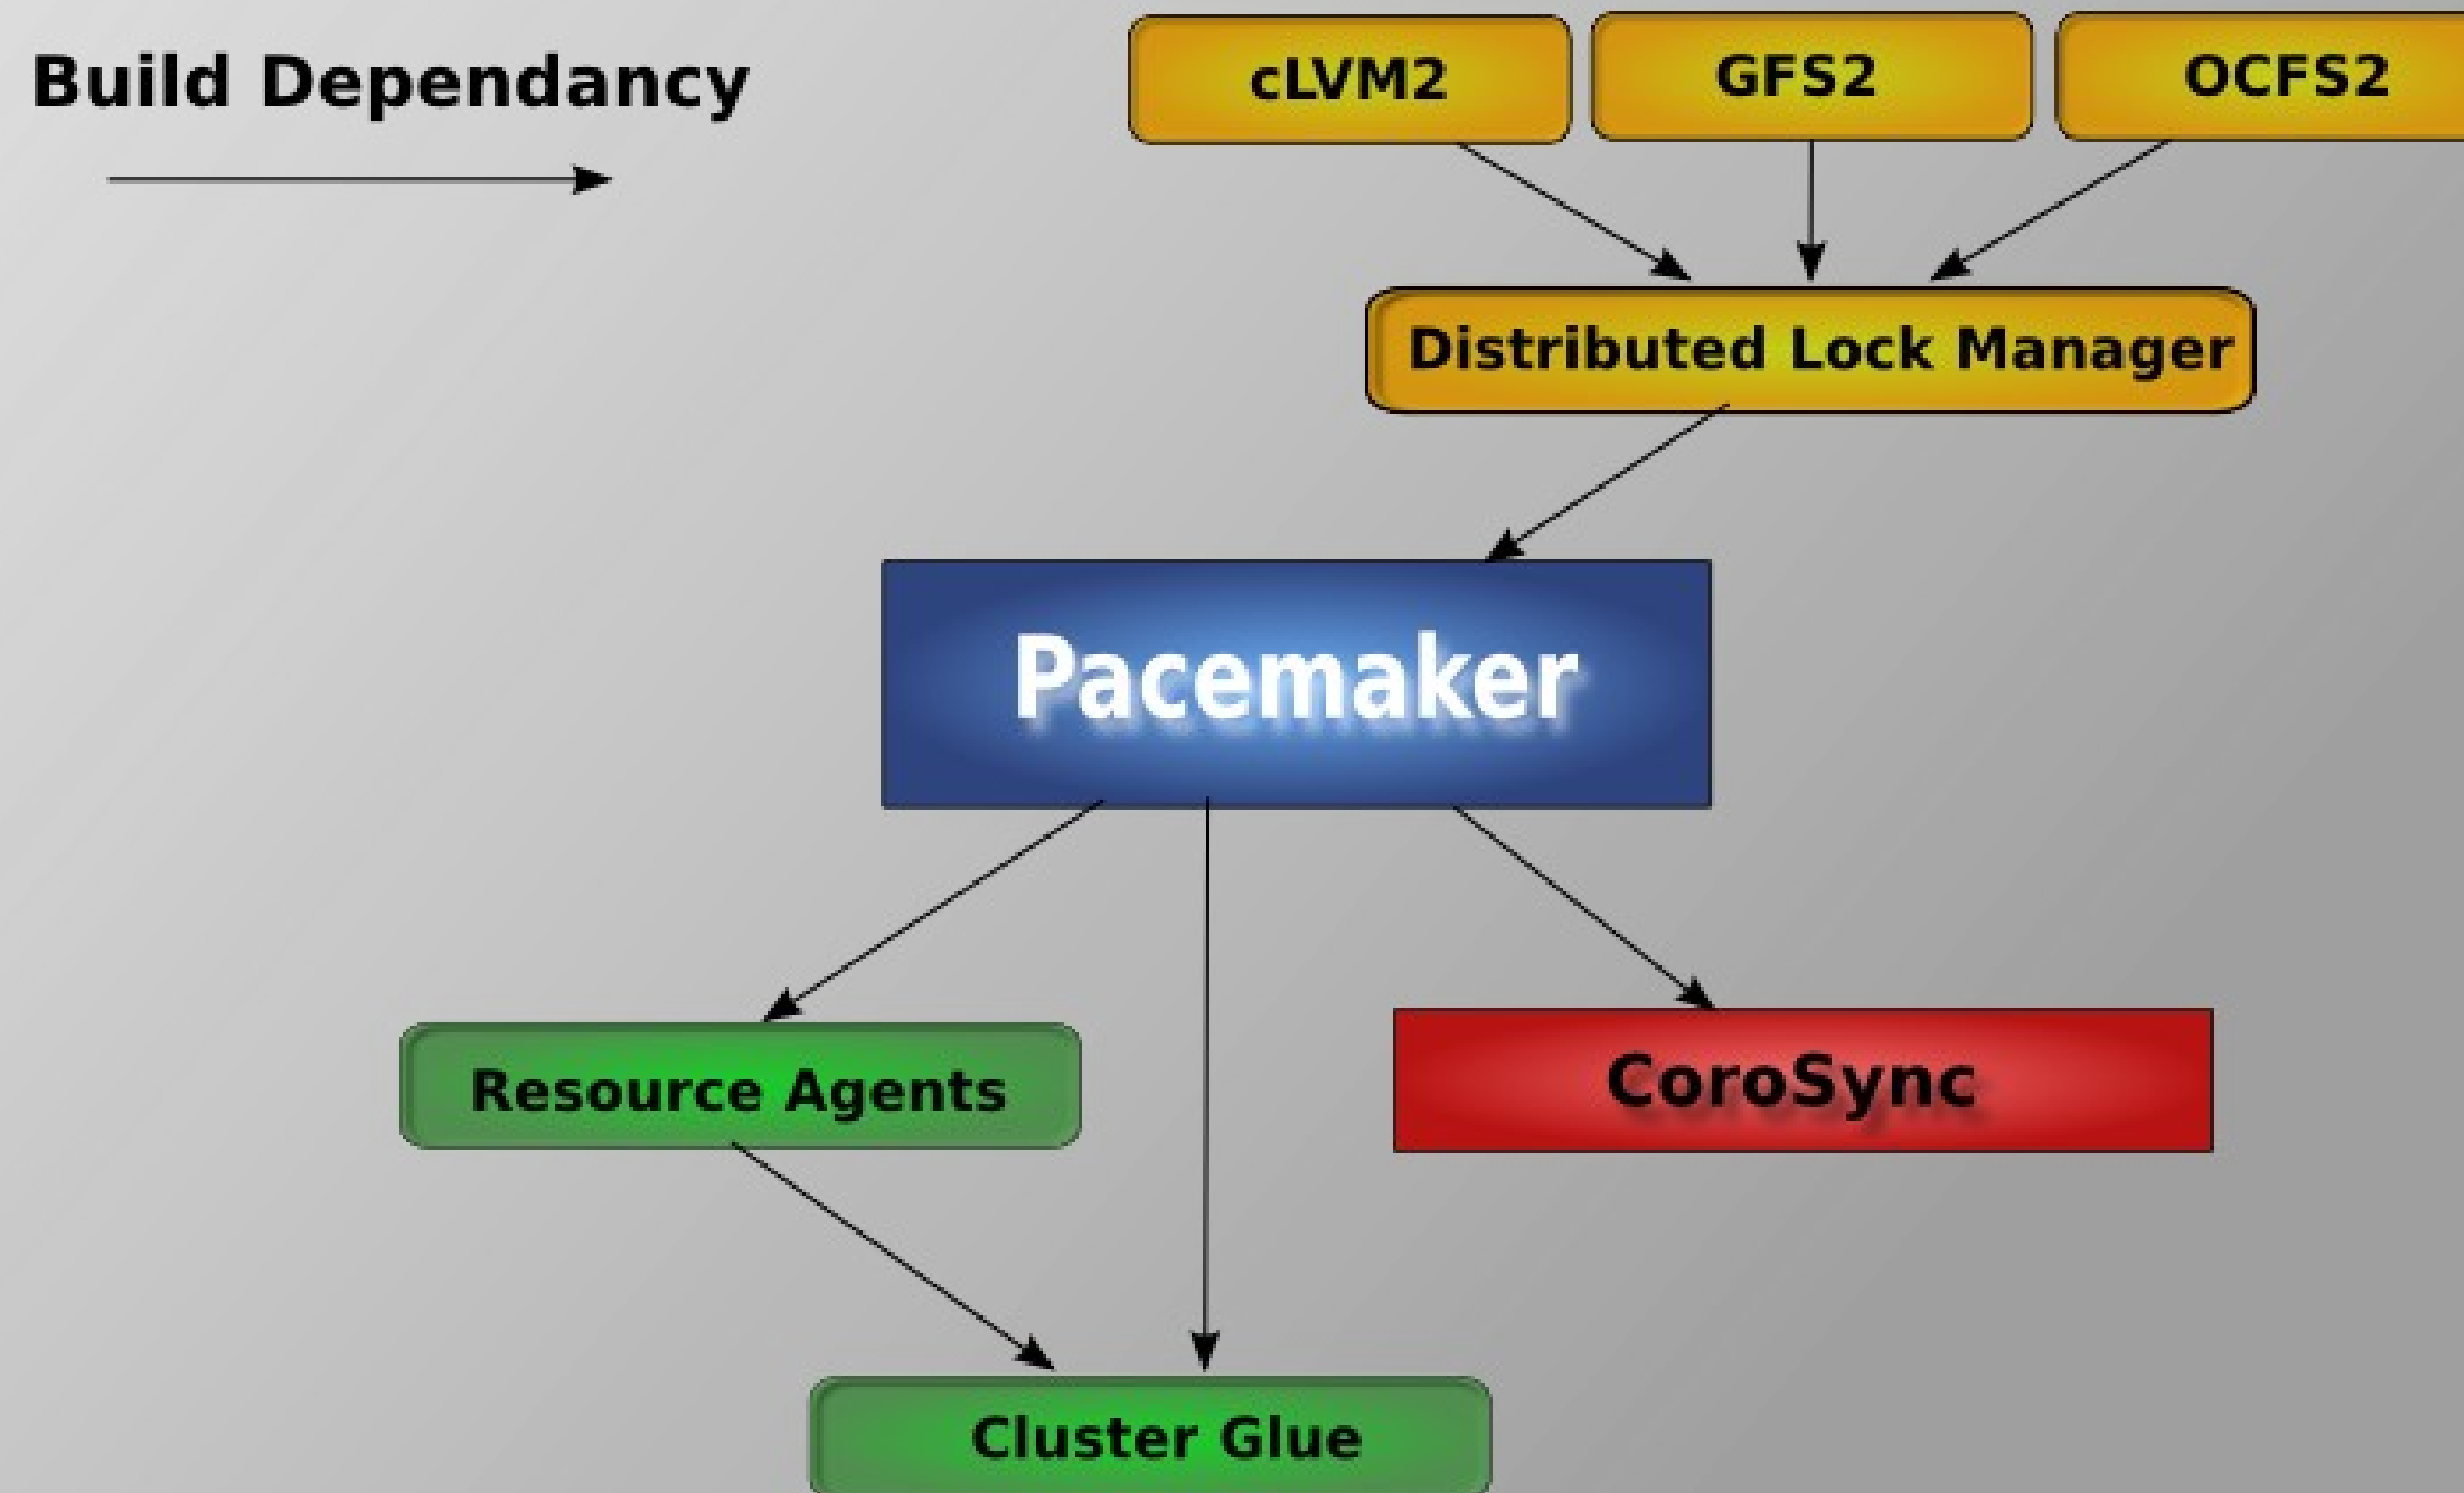 Build Dependancy
cLVM2
GFS2
OCFS2
Distributed Lock Manager
Pacemaker
Resource Agents
CoroSync
Cluster Glue